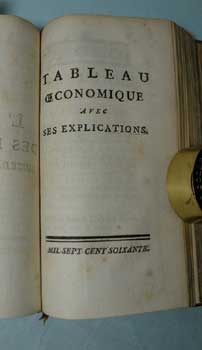 TABLEAU
ŒCONOMIQUE
AVEC
SES EXPLICATIONS.
MIL-SEPT CENT SOIXANTE.